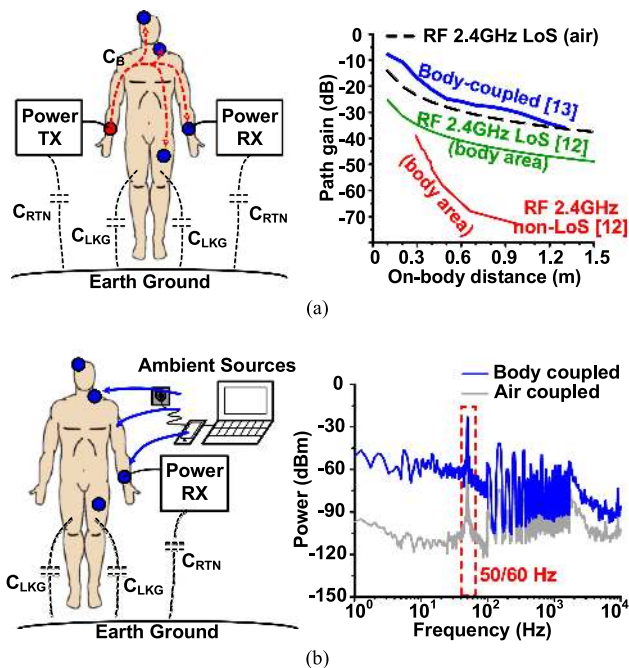 C_B
Power
TX
Power
RX
C_RTN
C_LKG
C_LKG
C_RTN
Earth Ground
RF 2.4GHz LoS (air)
Body-coupled [13]
RF 2.4GHz LoS [12]
(body area)
(body area)
RF 2.4GHz
non-LoS [12]
Path gain (dB)
0
-10
-20
-30
-40
-50
-60
-70
0
0.3
0.6
0.9
1.2
1.5
On-body distance (m)
(a)
Ambient Sources
Power
RX
C_LKG
C_LKG
C_RTN
Earth Ground
Body coupled
Air coupled
Power (dBm)
0
-30
-60
-90
-110
-150
50/60 Hz
10^0
10^1
10^2
10^3
10^4
Frequency (Hz)
(b)